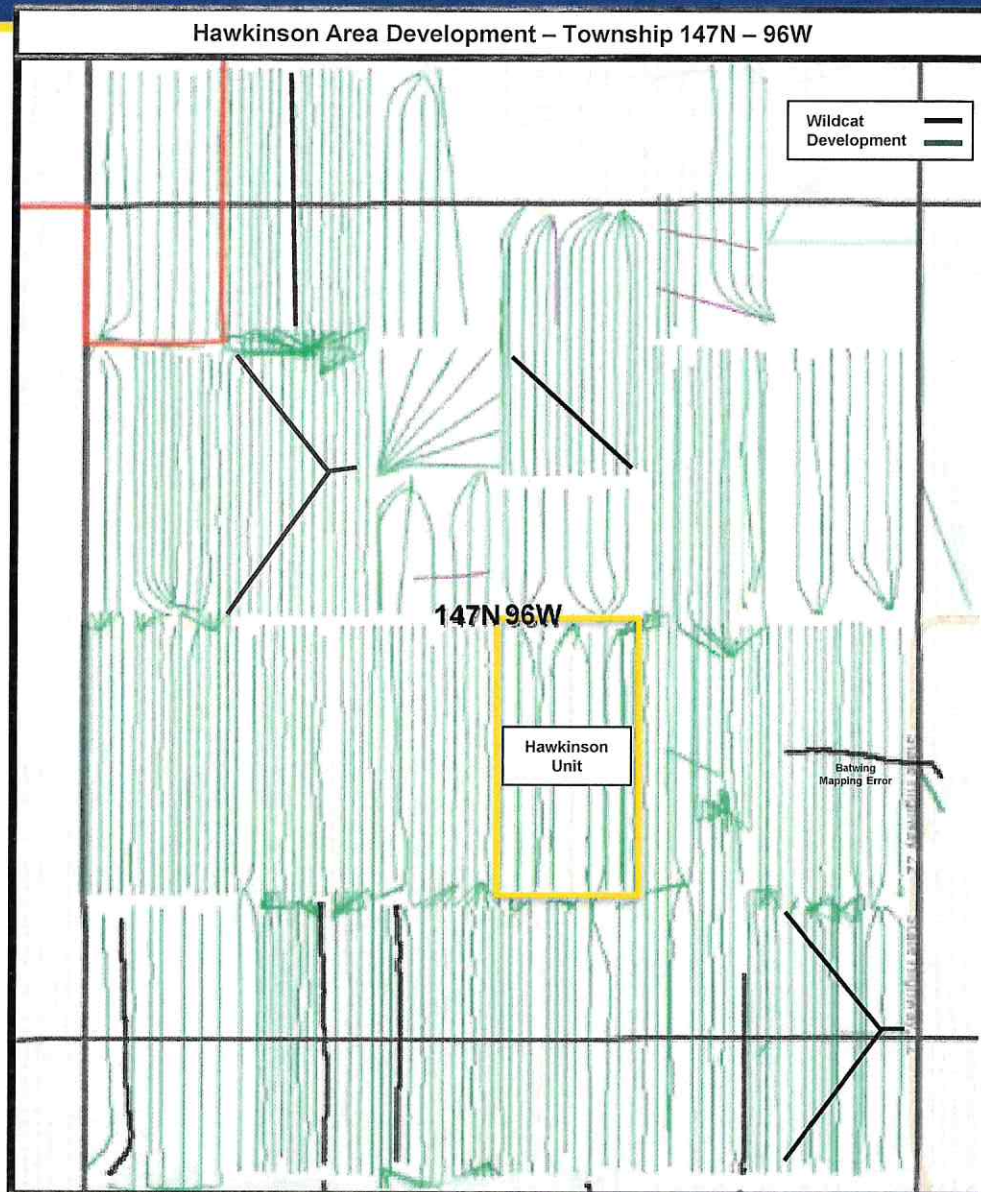 Hawkinson Area Development – Township 147N – 96W
Wildcat
Development
147N 96W
Hawkinson
Unit
Batwing
Mapping Error